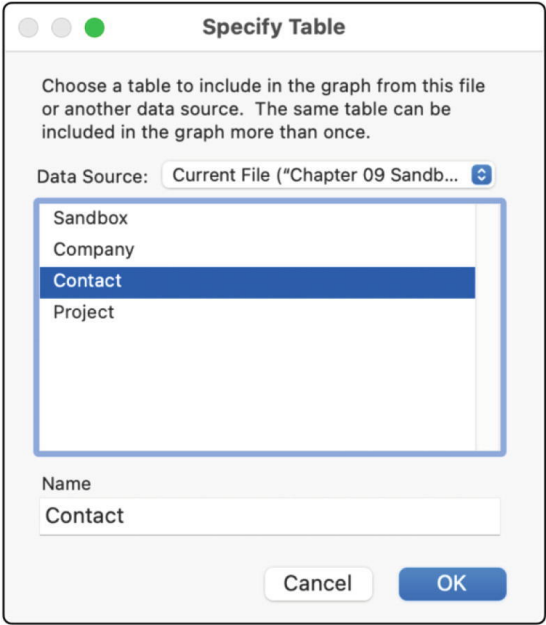 Specify Table
Choose a table to include in the graph from this file
or another data source.  The same table can be
included in the graph more than once.
Data Source: Current File (“Chapter 09 Sandb...
Sandbox
Company
Contact
Project
Name
Contact
Cancel OK